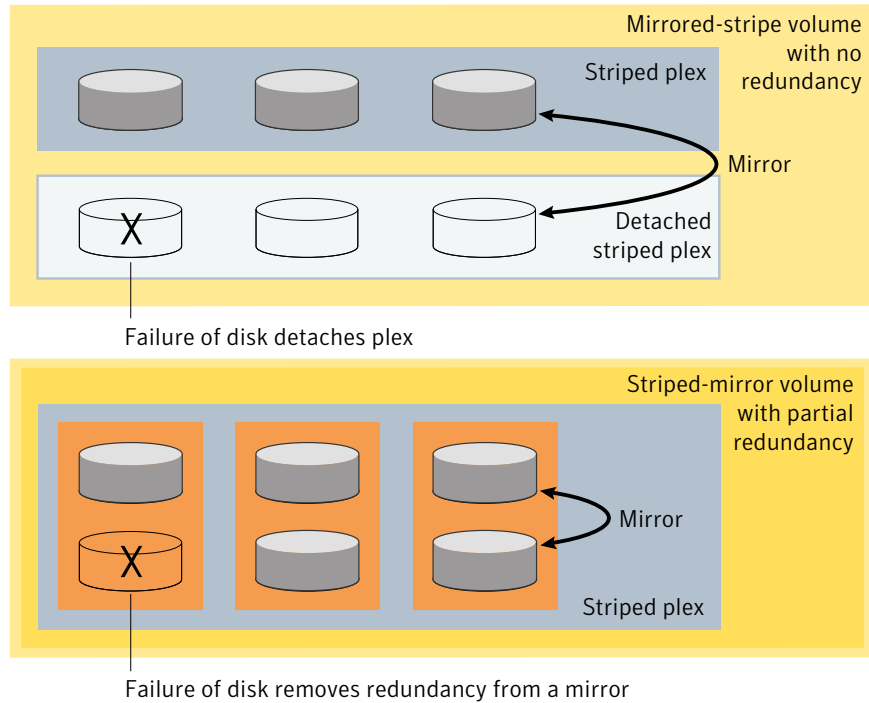 Mirrored-stripe volume
with no
redundancy
Striped plex
Mirror
X
Detached
striped plex
Failure of disk detaches plex
Striped-mirror volume
with partial
redundancy
Mirror
X
Striped plex
Failure of disk removes redundancy from a mirror